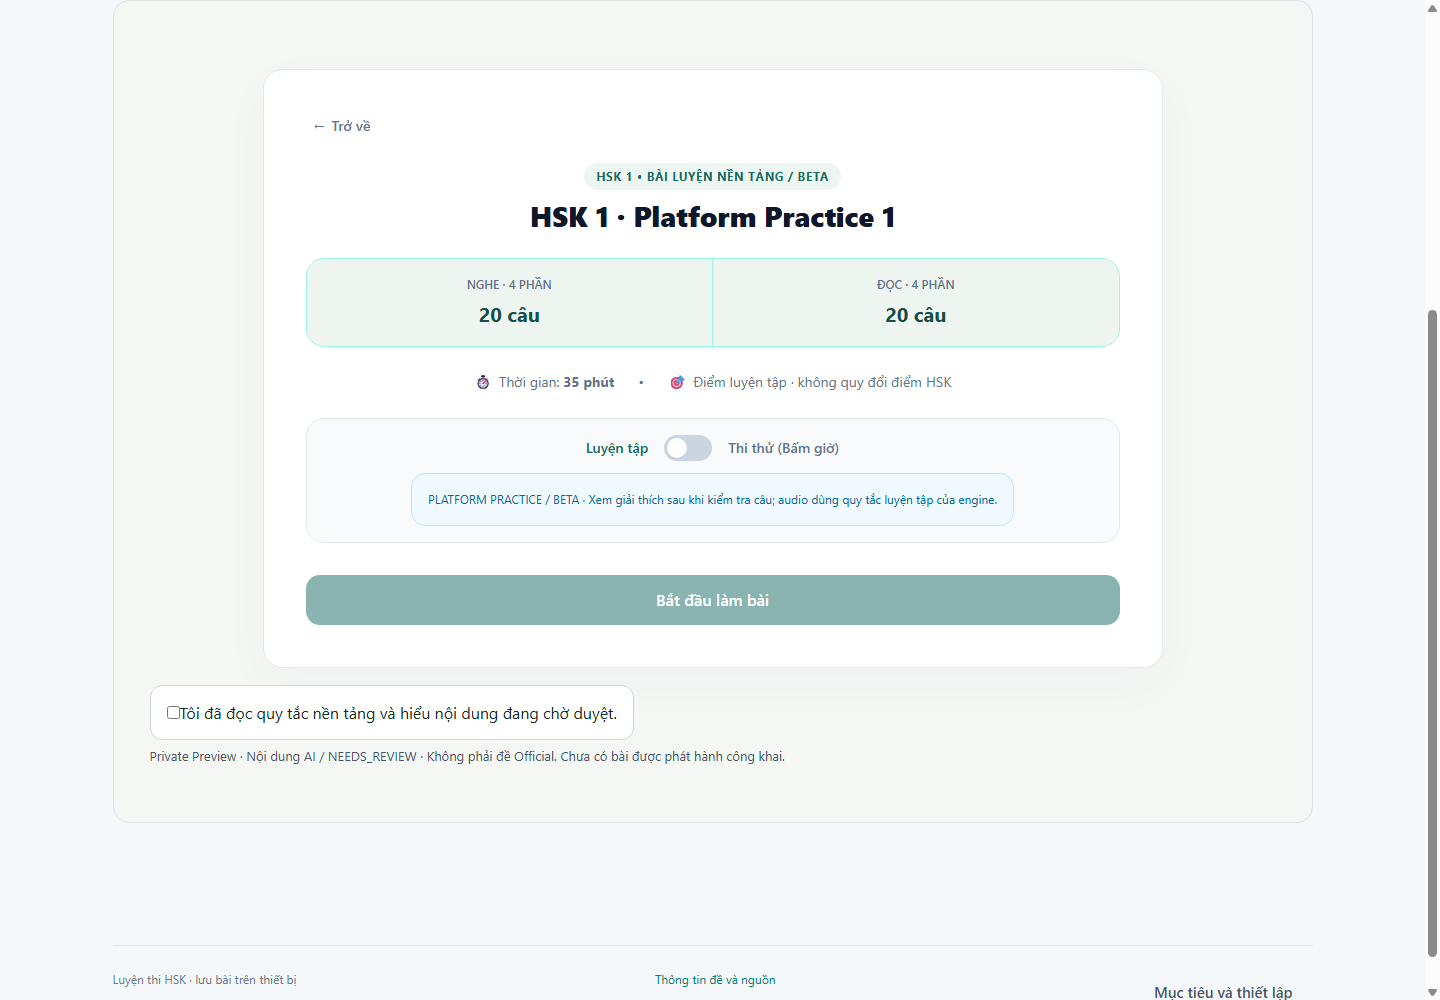 ← Trở về
HSK 1 • BÀI LUYỆN NỀN TẢNG / BETA
HSK 1 · Platform Practice 1
NGHE · 4 PHẦN
20 câu
ĐỌC · 4 PHẦN
20 câu
Thời gian: 35 phút • Điểm luyện tập · không quy đổi điểm HSK
Luyện tập Thi thử (Bấm giờ)
PLATFORM PRACTICE / BETA · Xem giải thích sau khi kiểm tra câu; audio dùng quy tắc luyện tập của engine.
Bắt đầu làm bài
Tôi đã đọc quy tắc nền tảng và hiểu nội dung đang chờ duyệt.
Private Preview · Nội dung AI / NEEDS_REVIEW · Không phải đề Official. Chưa có bài được phát hành công khai.
Luyện thi HSK · lưu bài trên thiết bị
Thông tin đề và nguồn
Mục tiêu và thiết lập